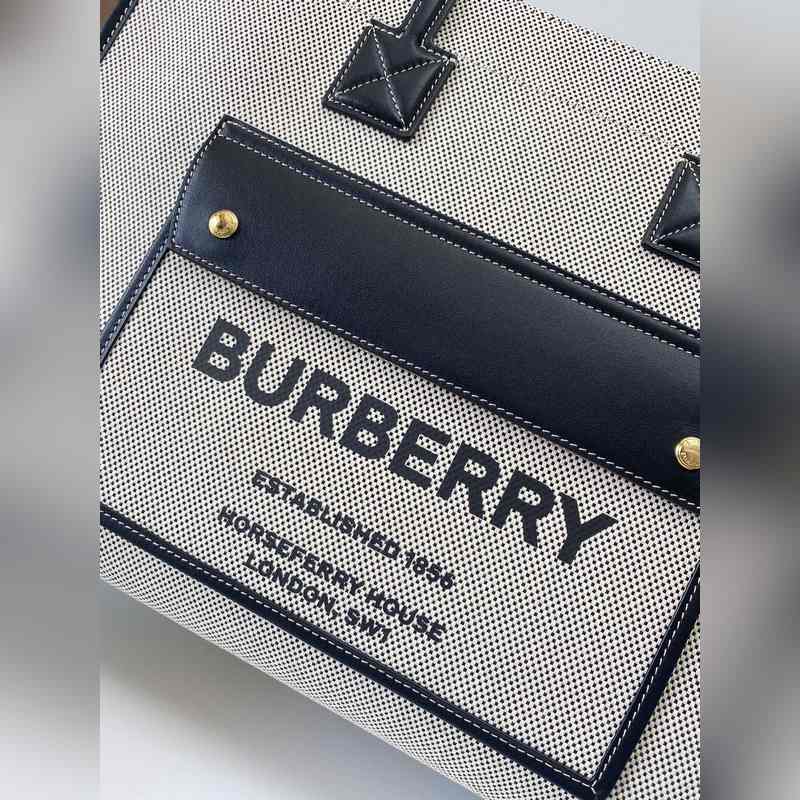 BURBERRY
ESTABLISHED 1856
HORSEFERRY HOUSE
LONDON, SW1